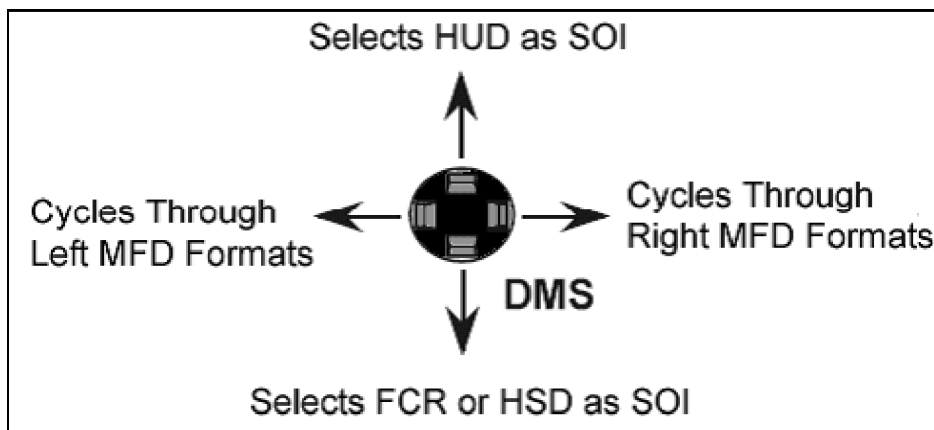 Selects HUD as SOI
Cycles Through
Left MFD Formats
Cycles Through
Right MFD Formats
DMS
Selects FCR or HSD as SOI